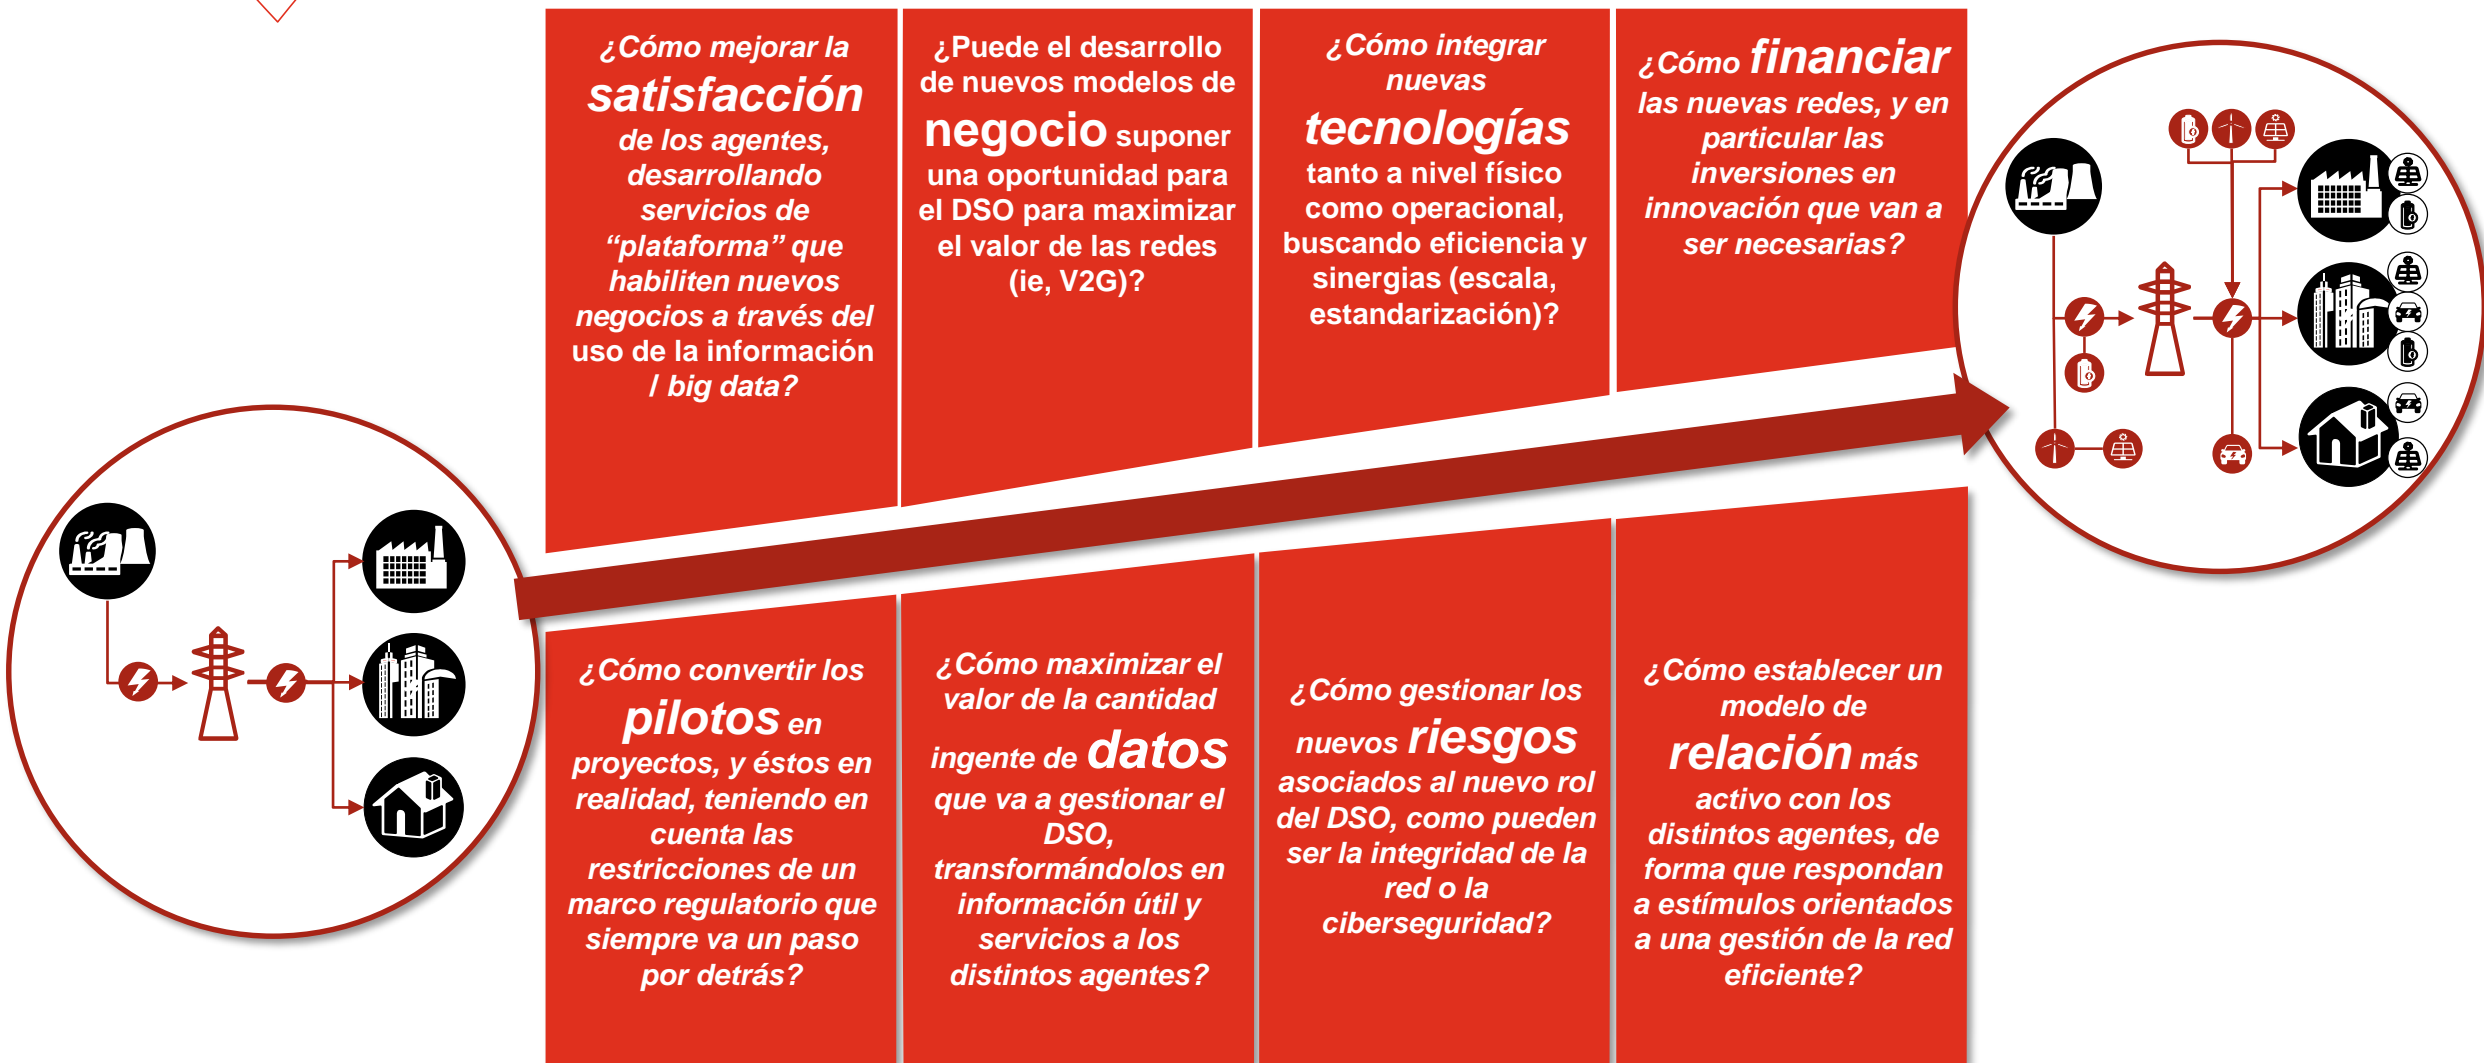 ¿Cómo mejorar la
satisfacción
de los agentes,
desarrollando
servicios de
“plataforma” que
habiliten nuevos
negocios a través del
uso de la información
/ big data?
¿Puede el desarrollo
de nuevos modelos de
negocio suponer
una oportunidad para
el DSO para maximizar
el valor de las redes
(ie, V2G)?
¿Cómo integrar
nuevas
tecnologías
tanto a nivel físico
como operacional,
buscando eficiencia y
sinergias (escala,
estandarización)?
¿Cómo financiar
las nuevas redes, y en
particular las
inversiones en
innovación que van a
ser necesarias?
¿Cómo convertir los
pilotos en
proyectos, y éstos en
realidad, teniendo en
cuenta las
restricciones de un
marco regulatorio que
siempre va un paso
por detrás?
¿Cómo maximizar el
valor de la cantidad
ingente de datos
que va a gestionar el
DSO,
transformándolos en
información útil y
servicios a los
distintos agentes?
¿Cómo gestionar los
nuevos riesgos
asociados al nuevo rol
del DSO, como pueden
ser la integridad de la
red o la
ciberseguridad?
¿Cómo establecer un
modelo de
relación más
activo con los
distintos agentes, de
forma que respondan
a estímulos orientados
a una gestión de la red
eficiente?